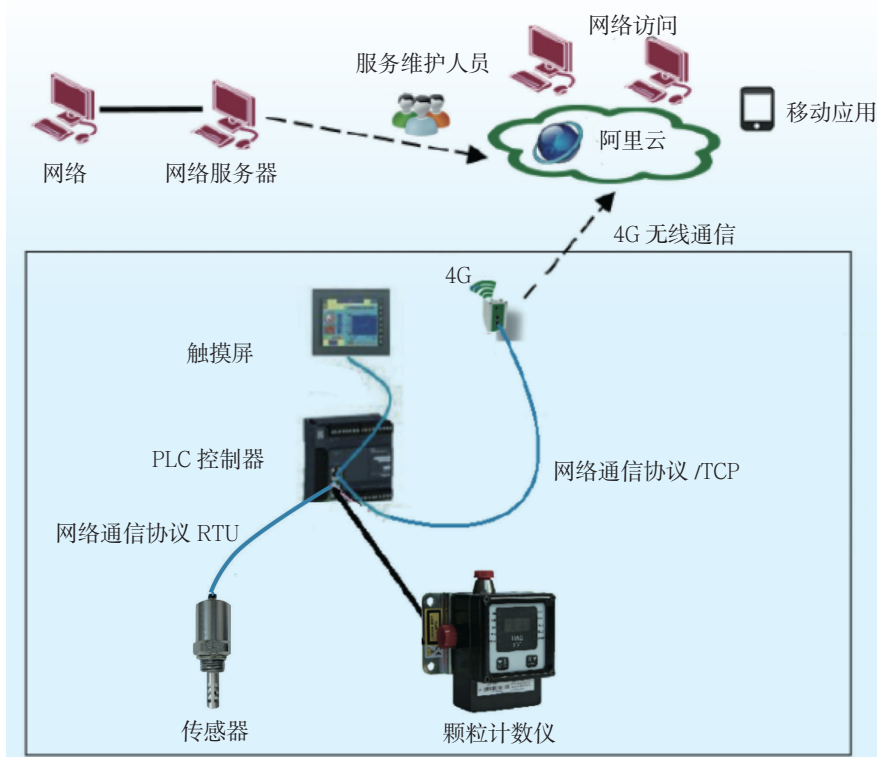 网络访问
服务维护人员
移动应用
阿里云
网络
网络服务器
4G 无线通信
4G
触摸屏
PLC 控制器
网络通信协议 /TCP
网络通信协议 RTU
传感器
颗粒计数仪